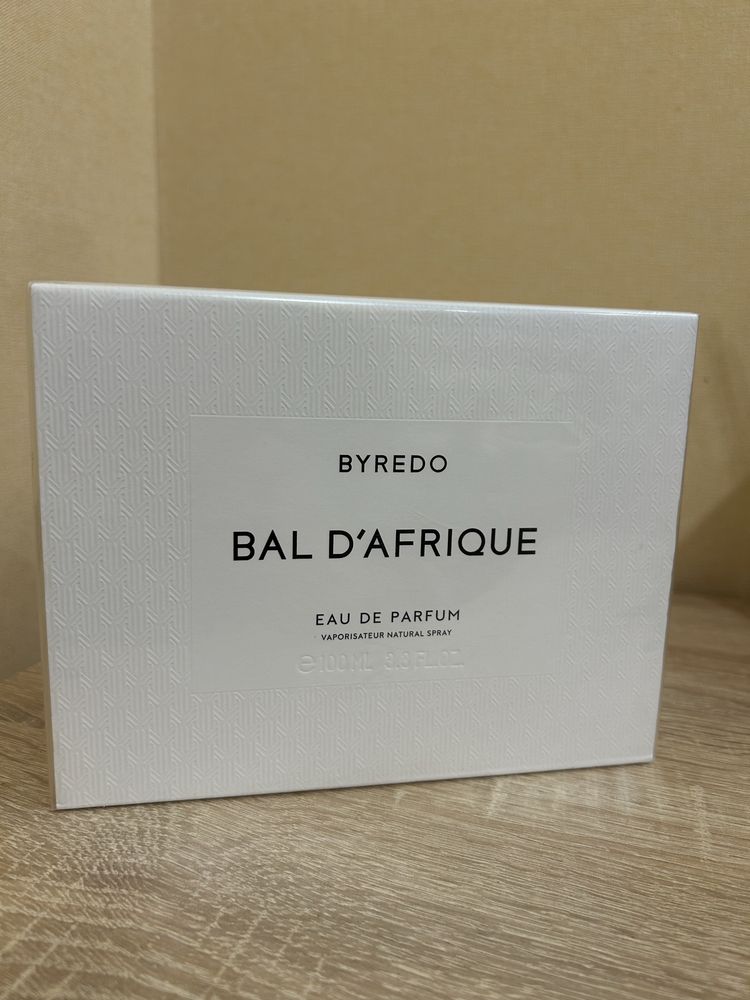 BYREDO
BAL D'AFRIQUE
EAU DE PARFUM
VAPORISATEUR NATURAL SPRAY
℮100 ML 3.3 FL.OZ.